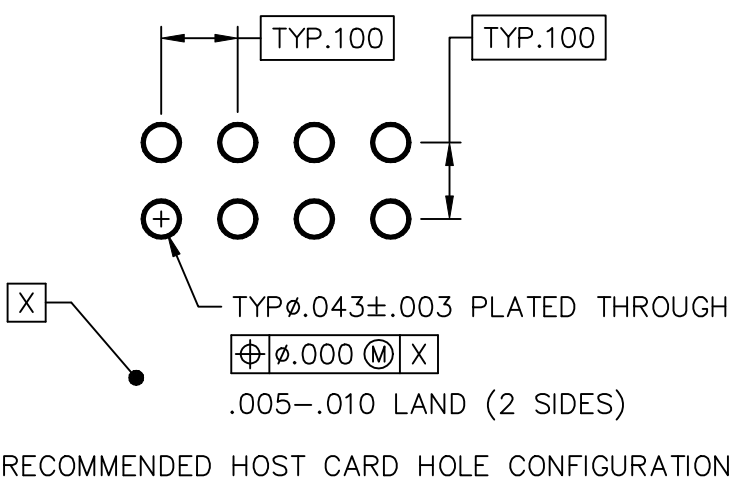 TYP.100 TYP.100
X
TYPø.043±.003 PLATED THROUGH
⌖ ø.000 Ⓜ X
.005–.010 LAND (2 SIDES)
RECOMMENDED HOST CARD HOLE CONFIGURATION